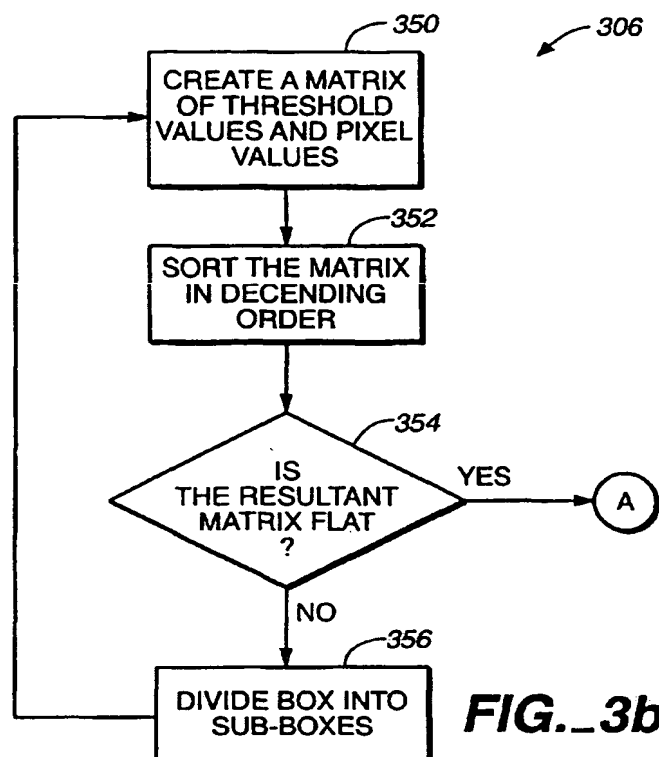 350
306
CREATE A MATRIX
OF THRESHOLD
VALUES AND PIXEL
VALUES
352
SORT THE MATRIX
IN DECENDING
ORDER
354
IS
THE RESULTANT
MATRIX FLAT
?
YES
A
NO
356
DIVIDE BOX INTO
SUB-BOXES
FIG._3b